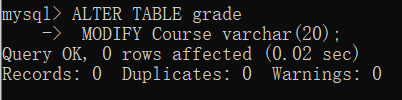 mysql> ALTER TABLE grade
    ->  MODIFY Course varchar(20);
Query OK, 0 rows affected (0.02 sec)
Records: 0  Duplicates: 0  Warnings: 0